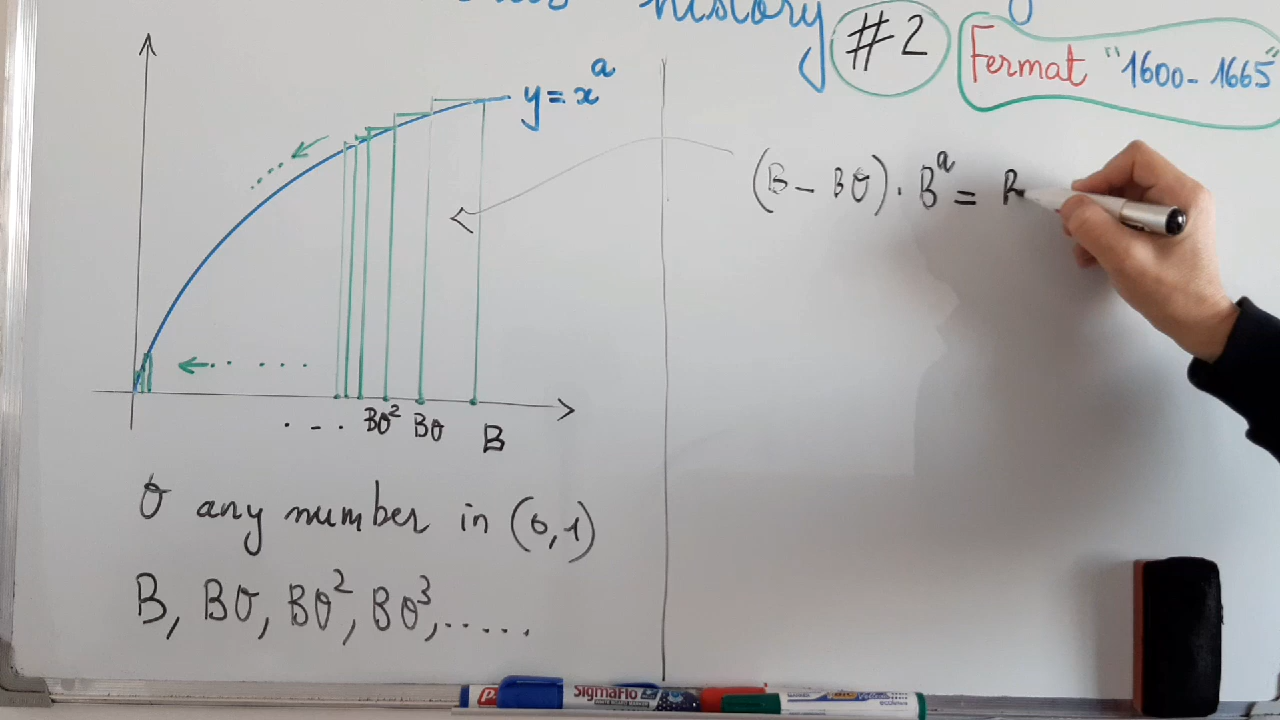 history
#2
Fermat "1600-1665"
y = x^a
(B - Bθ) . B^a = B
. - . Bθ² Bθ B
θ any number in (0,1)
B, Bθ, Bθ², Bθ³, .....
SigmaFlo